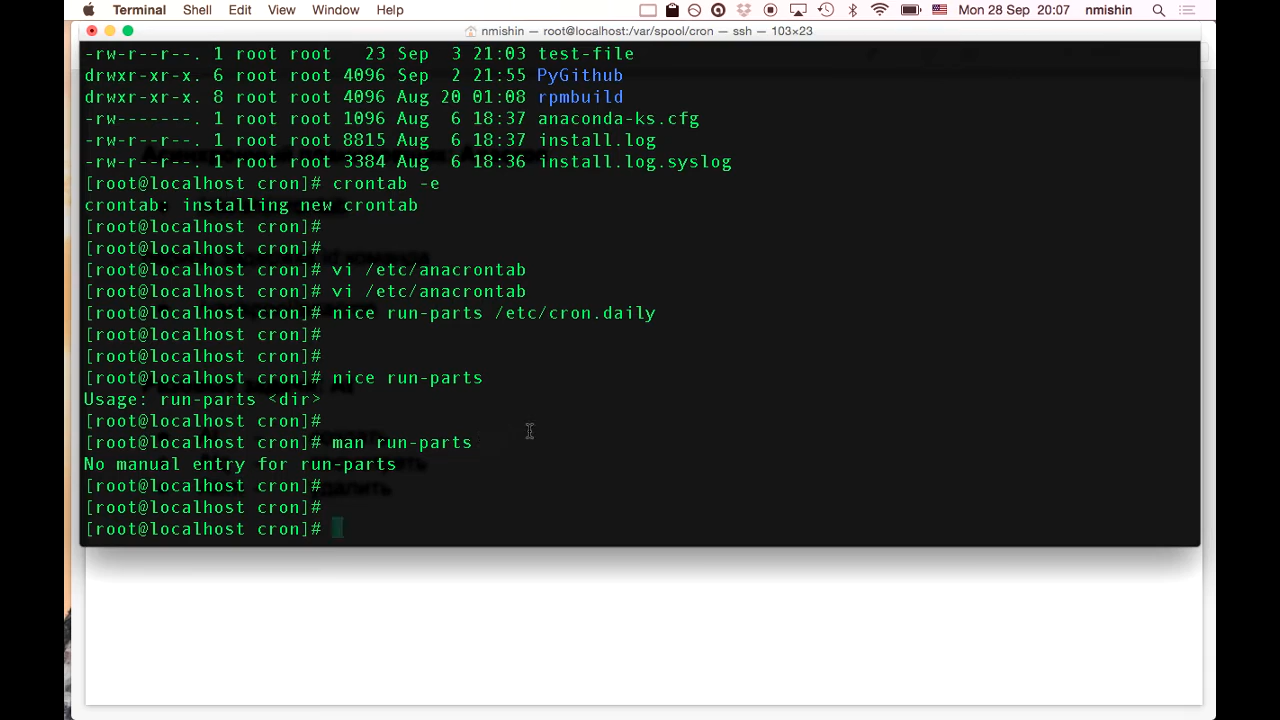 Terminal Shell Edit View Window Help Mon 28 Sep 20:07 nmishin
nmishin — root@localhost:/var/spool/cron — ssh — 103×23
-rw-r--r--. 1 root root   23 Sep  3 21:03 test-file
drwxr-xr-x. 6 root root 4096 Sep  2 21:55 PyGithub
drwxr-xr-x. 8 root root 4096 Aug 20 01:08 rpmbuild
-rw-------. 1 root root 1096 Aug  6 18:37 anaconda-ks.cfg
-rw-r--r--. 1 root root 8815 Aug  6 18:37 install.log
-rw-r--r--. 1 root root 3384 Aug  6 18:36 install.log.syslog
[root@localhost cron]# crontab -e
crontab: installing new crontab
[root@localhost cron]#
[root@localhost cron]#
[root@localhost cron]# vi /etc/anacrontab
[root@localhost cron]# vi /etc/anacrontab
[root@localhost cron]# nice run-parts /etc/cron.daily
[root@localhost cron]#
[root@localhost cron]#
[root@localhost cron]# nice run-parts
Usage: run-parts <dir>
[root@localhost cron]#
[root@localhost cron]# man run-parts
No manual entry for run-parts
[root@localhost cron]#
[root@localhost cron]#
[root@localhost cron]#